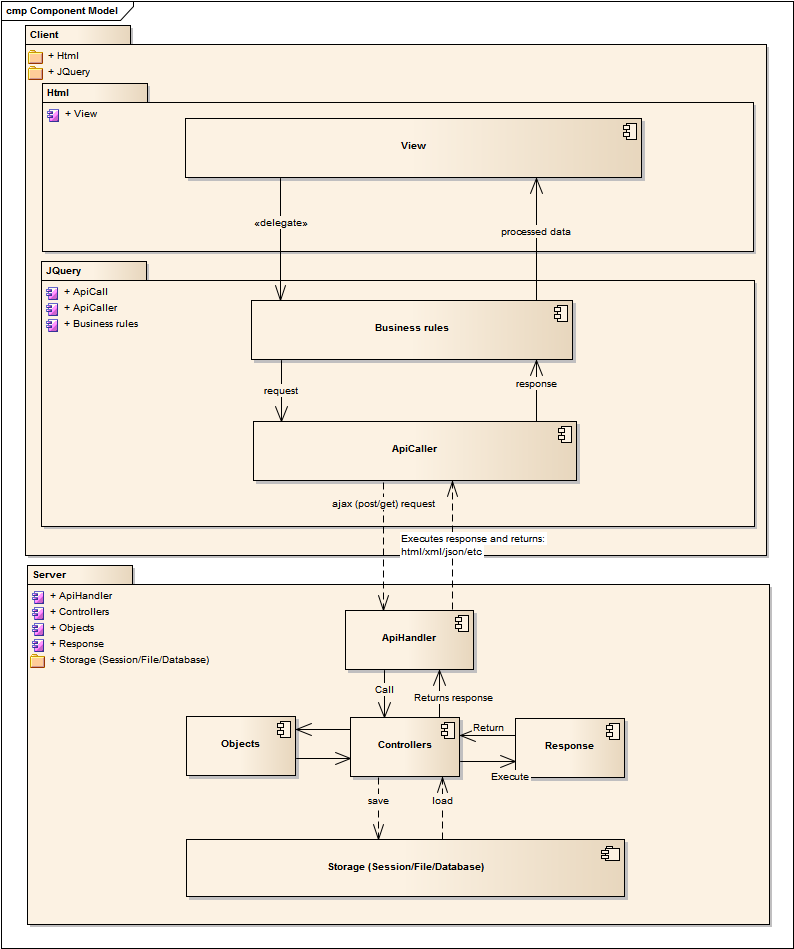 cmp Component Model
Client
+ Html
+ JQuery
Html
+ View
View
«delegate»
processed data
JQuery
+ ApiCall
+ ApiCaller
+ Business rules
Business rules
request
response
ApiCaller
ajax (post/get) request
Executes response and returns:
html/xml/json/etc
Server
+ ApiHandler
+ Controllers
+ Objects
+ Response
+ Storage (Session/File/Database)
ApiHandler
Call
Returns response
Objects
Controllers
Return
Response
Execute
save
load
Storage (Session/File/Database)